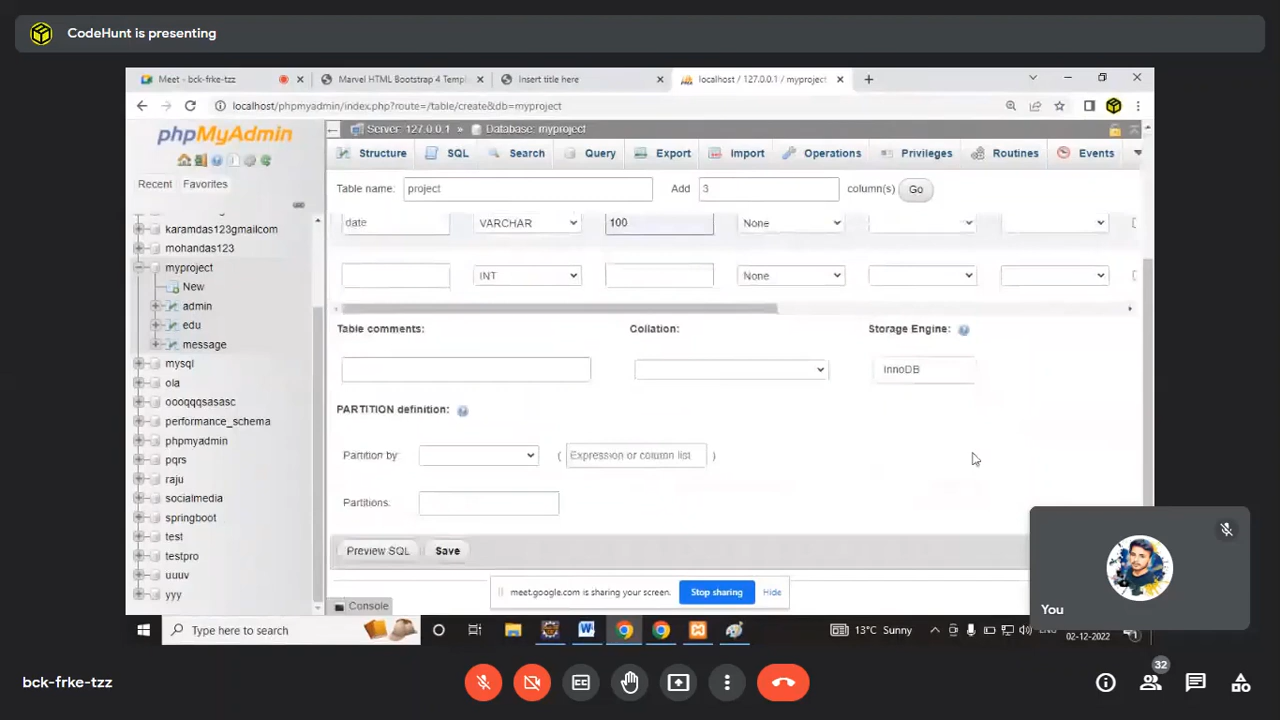 CodeHunt is presenting
Meet - bck-frke-tzz
Marvel HTML Bootstrap 4 Templ
Insert title here
localhost / 127.0.0.1 / myproject
localhost/phpmyadmin/index.php?route=/table/create&db=myproject
phpMyAdmin
Server: 127.0.0.1 » Database: myproject
Structure SQL Search Query Export Import Operations Privileges Routines Events
Recent Favorites
Table name: project Add 3 column(s) Go
date VARCHAR 100 None
INT None
karamdas123gmailcom
mohandas123
myproject
New
admin
edu
message
mysql
ola
oooqqqsasasc
performance_schema
phpmyadmin
pqrs
raju
socialmedia
springboot
test
testpro
uuuv
yyy
Table comments: Collation: Storage Engine:
InnoDB
PARTITION definition:
Partition by ( Expression or column list )
Partitions:
Preview SQL Save
Console
meet.google.com is sharing your screen. Stop sharing Hide
You
Type here to search
13°C Sunny
02-12-2022
bck-frke-tzz
32